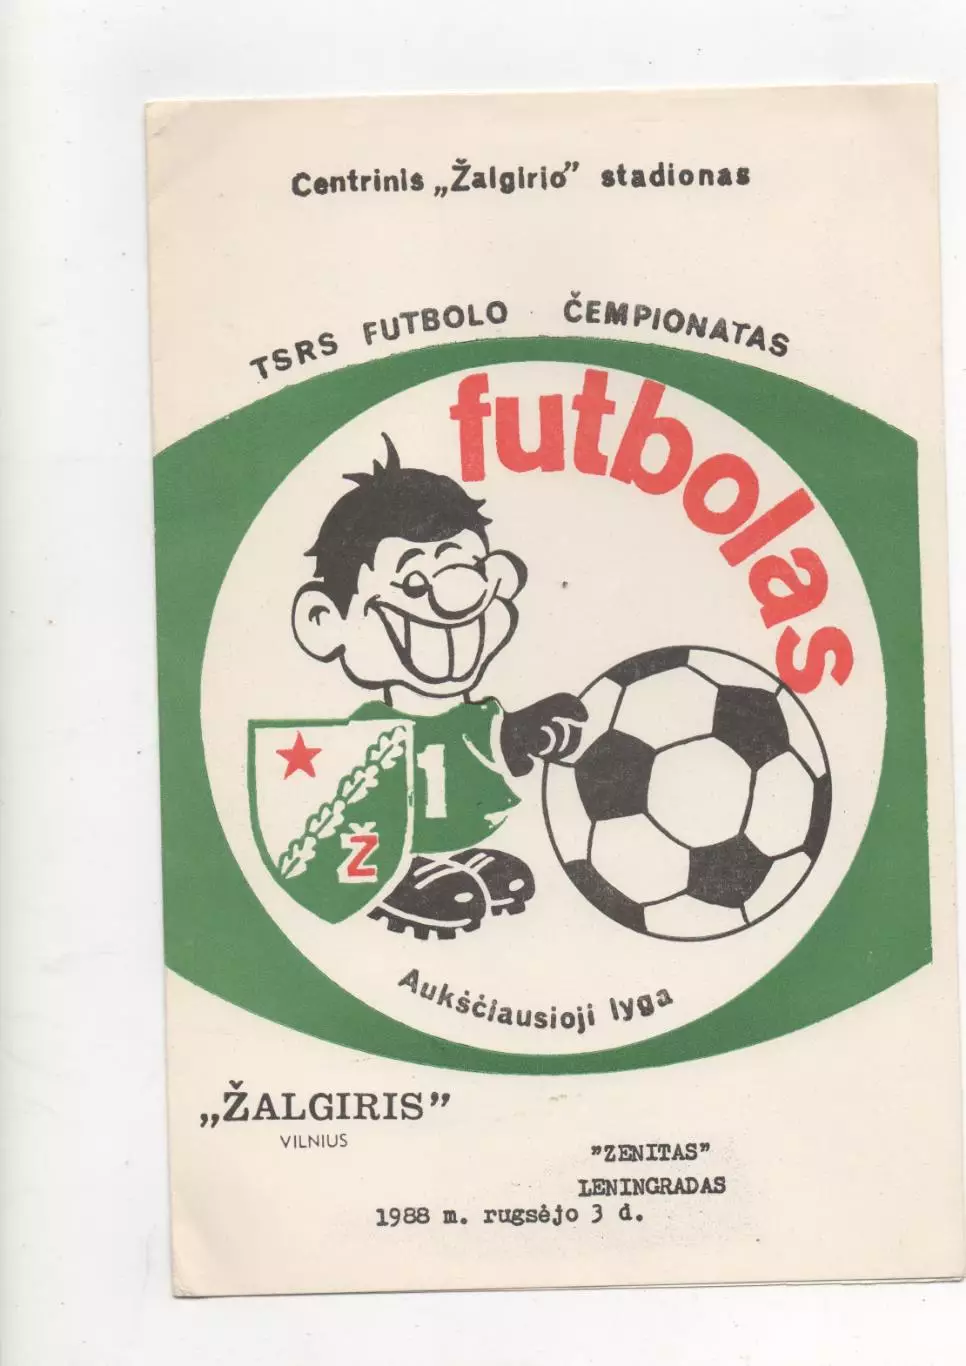 Centrinis „Žalgirio” stadionas
TSRS FUTBOLO ČEMPIONATAS
futbolas
1
Ž
Aukščiausioji lyga
„ŽALGIRIS”
VILNIUS
”ZENITAS”
LENINGRADAS
1988 m. rugsėjo 3 d.